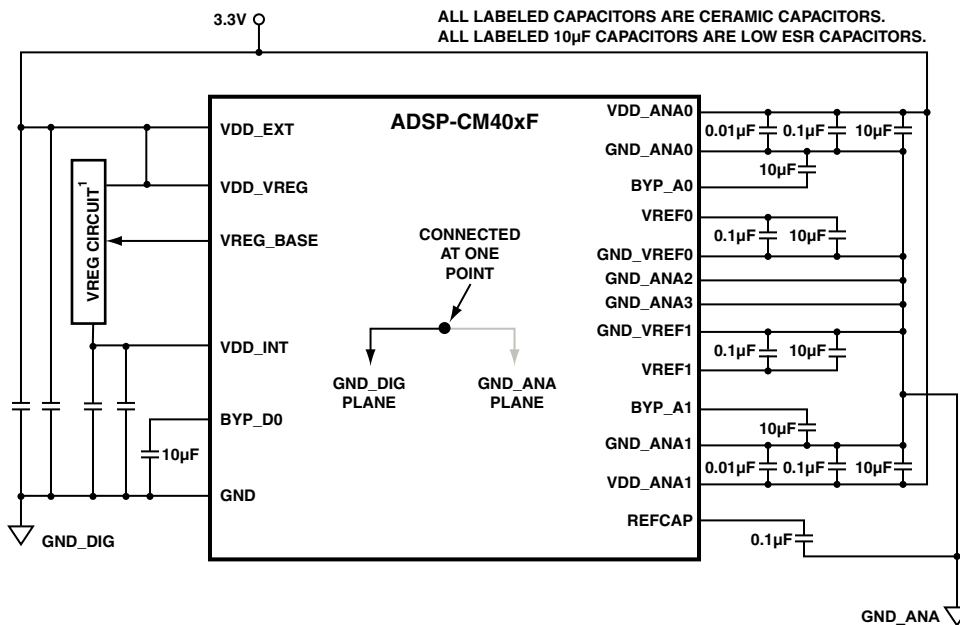 3.3V
ALL LABELED CAPACITORS ARE CERAMIC CAPACITORS.
ALL LABELED 10µF CAPACITORS ARE LOW ESR CAPACITORS.
ADSP-CM40xF
VDD_EXT
VDD_VREG
VREG CIRCUIT1
VREG_BASE
VDD_INT
BYP_D0
10µF
GND
GND_DIG
CONNECTED
AT ONE
POINT
GND_DIG
PLANE
GND_ANA
PLANE
VDD_ANA0
0.01µF
0.1µF
10µF
GND_ANA0
10µF
BYP_A0
VREF0
0.1µF
10µF
GND_VREF0
GND_ANA2
GND_ANA3
GND_VREF1
0.1µF
10µF
VREF1
BYP_A1
10µF
GND_ANA1
0.01µF
0.1µF
10µF
VDD_ANA1
REFCAP
0.1µF
GND_ANA